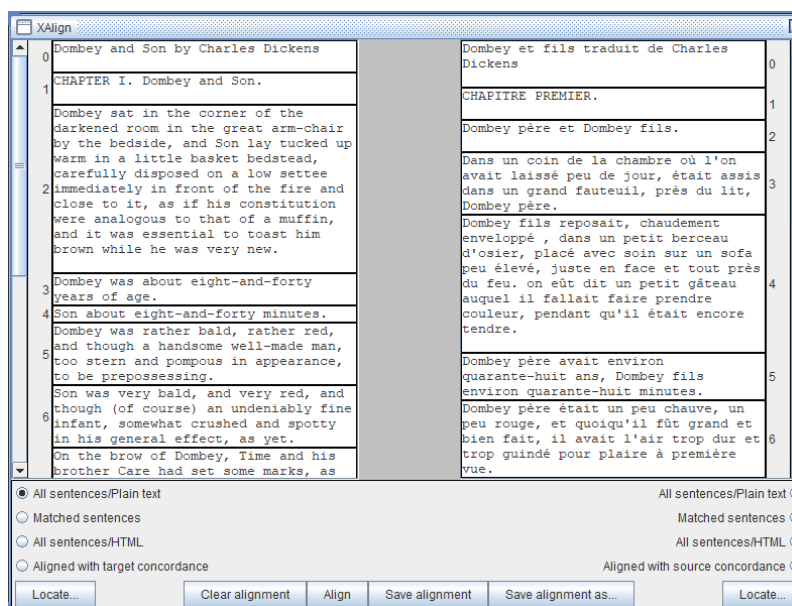 XAlign
0
Dombey and Son by Charles Dickens
1
CHAPTER I. Dombey and Son.
2
Dombey sat in the corner of the
darkened room in the great arm-chair
by the bedside, and Son lay tucked up
warm in a little basket bedstead,
carefully disposed on a low settee
immediately in front of the fire and
close to it, as if his constitution
were analogous to that of a muffin,
and it was essential to toast him
brown while he was very new.
3
Dombey was about eight-and-forty
years of age.
4
Son about eight-and-forty minutes.
5
Dombey was rather bald, rather red,
and though a handsome well-made man,
too stern and pompous in appearance,
to be prepossessing.
6
Son was very bald, and very red, and
though (of course) an undeniably fine
infant, somewhat crushed and spotty
in his general effect, as yet.
On the brow of Dombey, Time and his
brother Care had set some marks, as
Dombey et fils traduit de Charles
Dickens
0
CHAPITRE PREMIER.
1
Dombey père et Dombey fils.
2
Dans un coin de la chambre où l'on
avait laissé peu de jour, était assis
dans un grand fauteuil, près du lit,
Dombey père.
3
Dombey fils reposait, chaudement
enveloppé , dans un petit berceau
d'osier, placé avec soin sur un sofa
peu élevé, juste en face et tout près
du feu. on eût dit un petit gâteau
auquel il fallait faire prendre
couleur, pendant qu'il était encore
tendre.
4
Dombey père avait environ
quarante-huit ans, Dombey fils
environ quarante-huit minutes.
5
Dombey père était un peu chauve, un
peu rouge, et quoiqu'il fût grand et
bien fait, il avait l'air trop dur et
trop guindé pour plaire à première
vue.
6
All sentences/Plain text
Matched sentences
All sentences/HTML
Aligned with target concordance
All sentences/Plain text
Matched sentences
All sentences/HTML
Aligned with source concordance
Locate...
Clear alignment
Align
Save alignment
Save alignment as...
Locate...